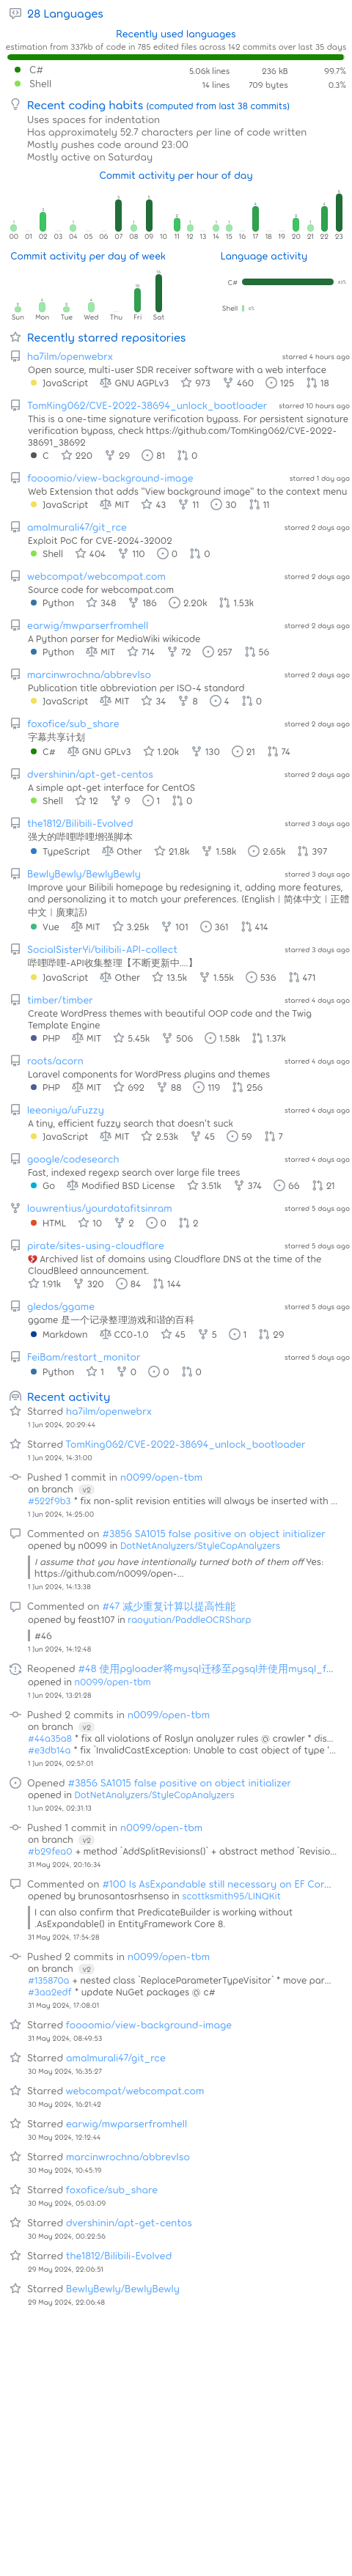 28 Languages
Recently used languages
estimation from 337kb of code in 785 edited files across 142 commits over last 35 days
C# 5.06k lines 236 kB 99.7%
Shell 14 lines 709 bytes 0.3%
Recent coding habits (computed from last 38 commits)
Uses spaces for indentation
Has approximately 52.7 characters per line of code written
Mostly pushes code around 23:00
Mostly active on Saturday
Commit activity per hour of day
00 01 02 03 04 05 06 07 08 09 10 11 12 13 14 15 16 17 18 19 20 21 22 23
Commit activity per day of week
Language activity
C#
Shell
Sun Mon Tue Wed Thu Fri Sat
Recently starred repositories
ha7ilm/openwebrx starred 4 hours ago
Open source, multi-user SDR receiver software with a web interface
JavaScript GNU AGPLv3 973 460 125 18
TomKing062/CVE-2022-38694_unlock_bootloader starred 10 hours ago
This is a one-time signature verification bypass. For persistent signature
verification bypass, check https://github.com/TomKing062/CVE-2022-
38691_38692
C 220 29 81 0
foooomio/view-background-image starred 1 day ago
Web Extension that adds "View background image" to the context menu
JavaScript MIT 43 11 30 11
amalmurali47/git_rce starred 2 days ago
Exploit PoC for CVE-2024-32002
Shell 404 110 0 0
webcompat/webcompat.com starred 2 days ago
Source code for webcompat.com
Python 348 186 2.20k 1.53k
earwig/mwparserfromhell starred 2 days ago
A Python parser for MediaWiki wikicode
Python MIT 714 72 257 56
marcinwrochna/abbrevIso starred 2 days ago
Publication title abbreviation per ISO-4 standard
JavaScript MIT 34 8 4 0
foxofice/sub_share starred 2 days ago
字幕共享计划
C# GNU GPLv3 1.20k 130 21 74
dvershinin/apt-get-centos starred 2 days ago
A simple apt-get interface for CentOS
Shell 12 9 1 0
the1812/Bilibili-Evolved starred 3 days ago
强大的哔哩哔哩增强脚本
TypeScript Other 21.8k 1.58k 2.65k 397
BewlyBewly/BewlyBewly starred 3 days ago
Improve your Bilibili homepage by redesigning it, adding more features,
and personalizing it to match your preferences. (English | 简体中文 | 正體
中文 | 廣東話)
Vue MIT 3.25k 101 361 414
SocialSisterYi/bilibili-API-collect starred 3 days ago
哔哩哔哩-API收集整理【不断更新中....】
JavaScript Other 13.5k 1.55k 536 471
timber/timber starred 4 days ago
Create WordPress themes with beautiful OOP code and the Twig
Template Engine
PHP MIT 5.45k 506 1.58k 1.37k
roots/acorn starred 4 days ago
Laravel components for WordPress plugins and themes
PHP MIT 692 88 119 256
leeoniya/uFuzzy starred 4 days ago
A tiny, efficient fuzzy search that doesn't suck
JavaScript MIT 2.53k 45 59 7
google/codesearch starred 4 days ago
Fast, indexed regexp search over large file trees
Go Modified BSD License 3.51k 374 66 21
louwrentius/yourdatafitsinram starred 5 days ago
HTML 10 2 0 2
pirate/sites-using-cloudflare starred 5 days ago
💔 Archived list of domains using Cloudflare DNS at the time of the
CloudBleed announcement.
1.91k 320 84 144
gledos/ggame starred 5 days ago
ggame 是一个记录整理游戏和谐的百科
Markdown CC0-1.0 45 5 1 29
FeiBam/restart_monitor starred 5 days ago
Python 1 0 0 0
Recent activity
Starred ha7ilm/openwebrx
1 Jun 2024, 20:29:44
Starred TomKing062/CVE-2022-38694_unlock_bootloader
1 Jun 2024, 14:31:00
Pushed 1 commit in n0099/open-tbm
on branch v2
#522f9b3 * fix non-split revision entities will always be inserted with ...
1 Jun 2024, 14:25:00
Commented on #3856 SA1015 false positive on object initializer
opened by n0099 in DotNetAnalyzers/StyleCopAnalyzers
I assume that you have intentionally turned both of them off Yes:
https://github.com/n0099/open-...
1 Jun 2024, 14:13:38
Commented on #47 减少重复计算以提高性能
opened by feast107 in raoyutian/PaddleOCRSharp
#46
1 Jun 2024, 14:12:48
Reopened #48 使用pgloader将mysql迁移至pgsql并使用mysql_f...
opened in n0099/open-tbm
1 Jun 2024, 13:21:28
Pushed 2 commits in n0099/open-tbm
on branch v2
#44a35a8 * fix all violations of Roslyn analyzer rules @ crawler * dis...
#e3db14a * fix `InvalidCastException: Unable to cast object of type '...
1 Jun 2024, 02:57:01
Opened #3856 SA1015 false positive on object initializer
opened in DotNetAnalyzers/StyleCopAnalyzers
1 Jun 2024, 02:31:13
Pushed 1 commit in n0099/open-tbm
on branch v2
#b29fea0 + method `AddSplitRevisions()` + abstract method `Revisio...
31 May 2024, 20:16:34
Commented on #100 Is AsExpandable still necessary on EF Cor...
opened by brunosantosrhsenso in scottksmith95/LINQKit
I can also confirm that PredicateBuilder is working without
.AsExpandable() in EntityFramework Core 8.
31 May 2024, 17:54:28
Pushed 2 commits in n0099/open-tbm
on branch v2
#135870a + nested class `ReplaceParameterTypeVisitor` * move par...
#3aa2edf * update NuGet packages @ c#
31 May 2024, 17:08:01
Starred foooomio/view-background-image
31 May 2024, 08:49:53
Starred amalmurali47/git_rce
30 May 2024, 16:35:27
Starred webcompat/webcompat.com
30 May 2024, 16:21:42
Starred earwig/mwparserfromhell
30 May 2024, 12:12:44
Starred marcinwrochna/abbrevIso
30 May 2024, 10:45:19
Starred foxofice/sub_share
30 May 2024, 05:03:09
Starred dvershinin/apt-get-centos
30 May 2024, 00:22:56
Starred the1812/Bilibili-Evolved
29 May 2024, 22:06:51
Starred BewlyBewly/BewlyBewly
29 May 2024, 22:06:48